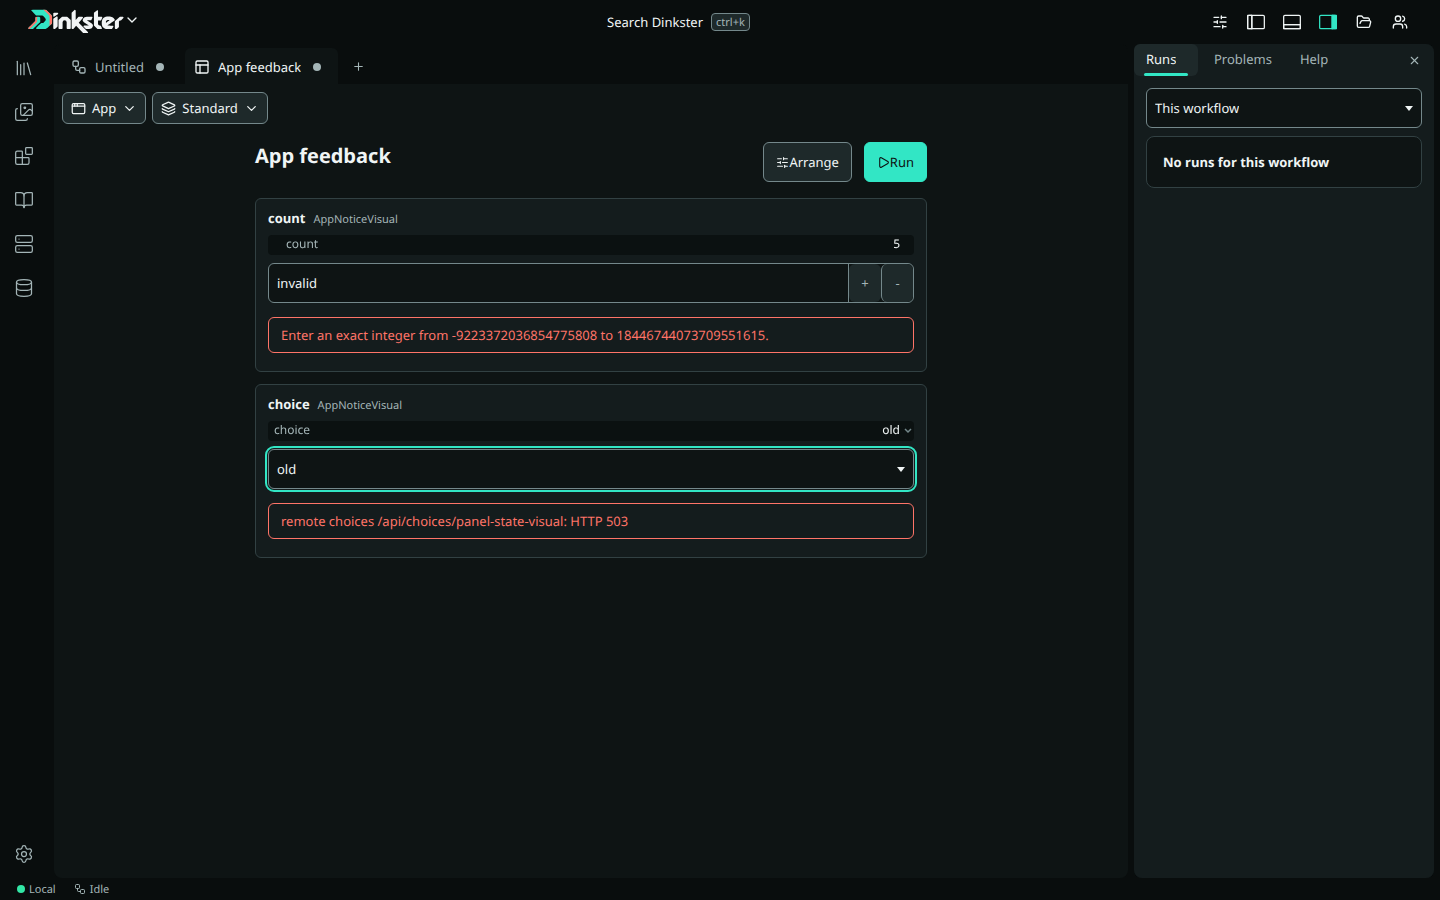 Dinkster
Search Dinkster ctrl+k
Untitled
App feedback
+
Runs
Problems
Help
App
Standard
This workflow
No runs for this workflow
App feedback
Arrange
Run
count AppNoticeVisual
count 5
invalid + -
Enter an exact integer from -9223372036854775808 to 18446744073709551615.
choice AppNoticeVisual
choice old
old
remote choices /api/choices/panel-state-visual: HTTP 503
Local
Idle